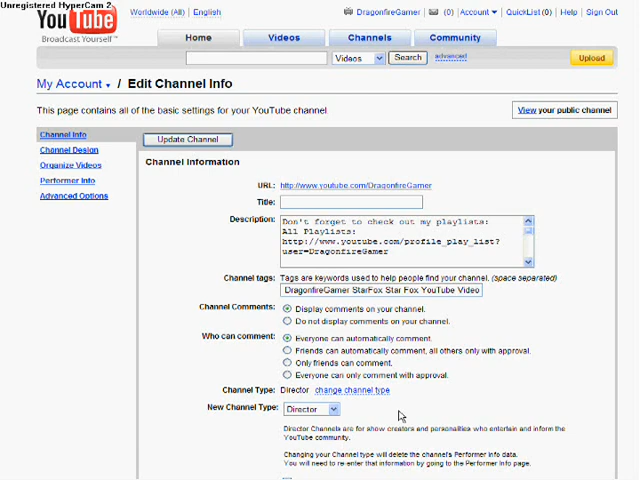 Unregistered HyperCam 2
YouTube
Broadcast Yourself™
Worldwide (All) | English
DragonfireGamer (0) | Account | QuickList (0) | Help | Sign Out
Home Videos Channels Community
Videos Search advanced Upload
My Account / Edit Channel Info
This page contains all of the basic settings for your YouTube channel
View your public channel
Channel Info
Channel Design
Organize Videos
Performer Info
Advanced Options
Update Channel
Channel Information
URL: http://www.youtube.com/DragonfireGamer
Title:
Description: Don't forget to check out my playlists:
All Playlists:
http://www.youtube.com/profile_play_list?
user=DragonfireGamer
Channel tags: Tags are keywords used to help people find your channel. (space separated)
DragonfireGamer StarFox Star Fox YouTube Video
Channel Comments: Display comments on your channel.
Do not display comments on your channel.
Who can comment: Everyone can automatically comment.
Friends can automatically comment, all others only with approval.
Only friends can comment.
Everyone can only comment with approval.
Channel Type: Director change channel type
New Channel Type: Director
Director Channels are for show creators and personalities who entertain and inform the
YouTube community.
Changing your Channel Type will delete the channel's Performer Info data.
You will need to re-enter that information by going to the Performer Info page.